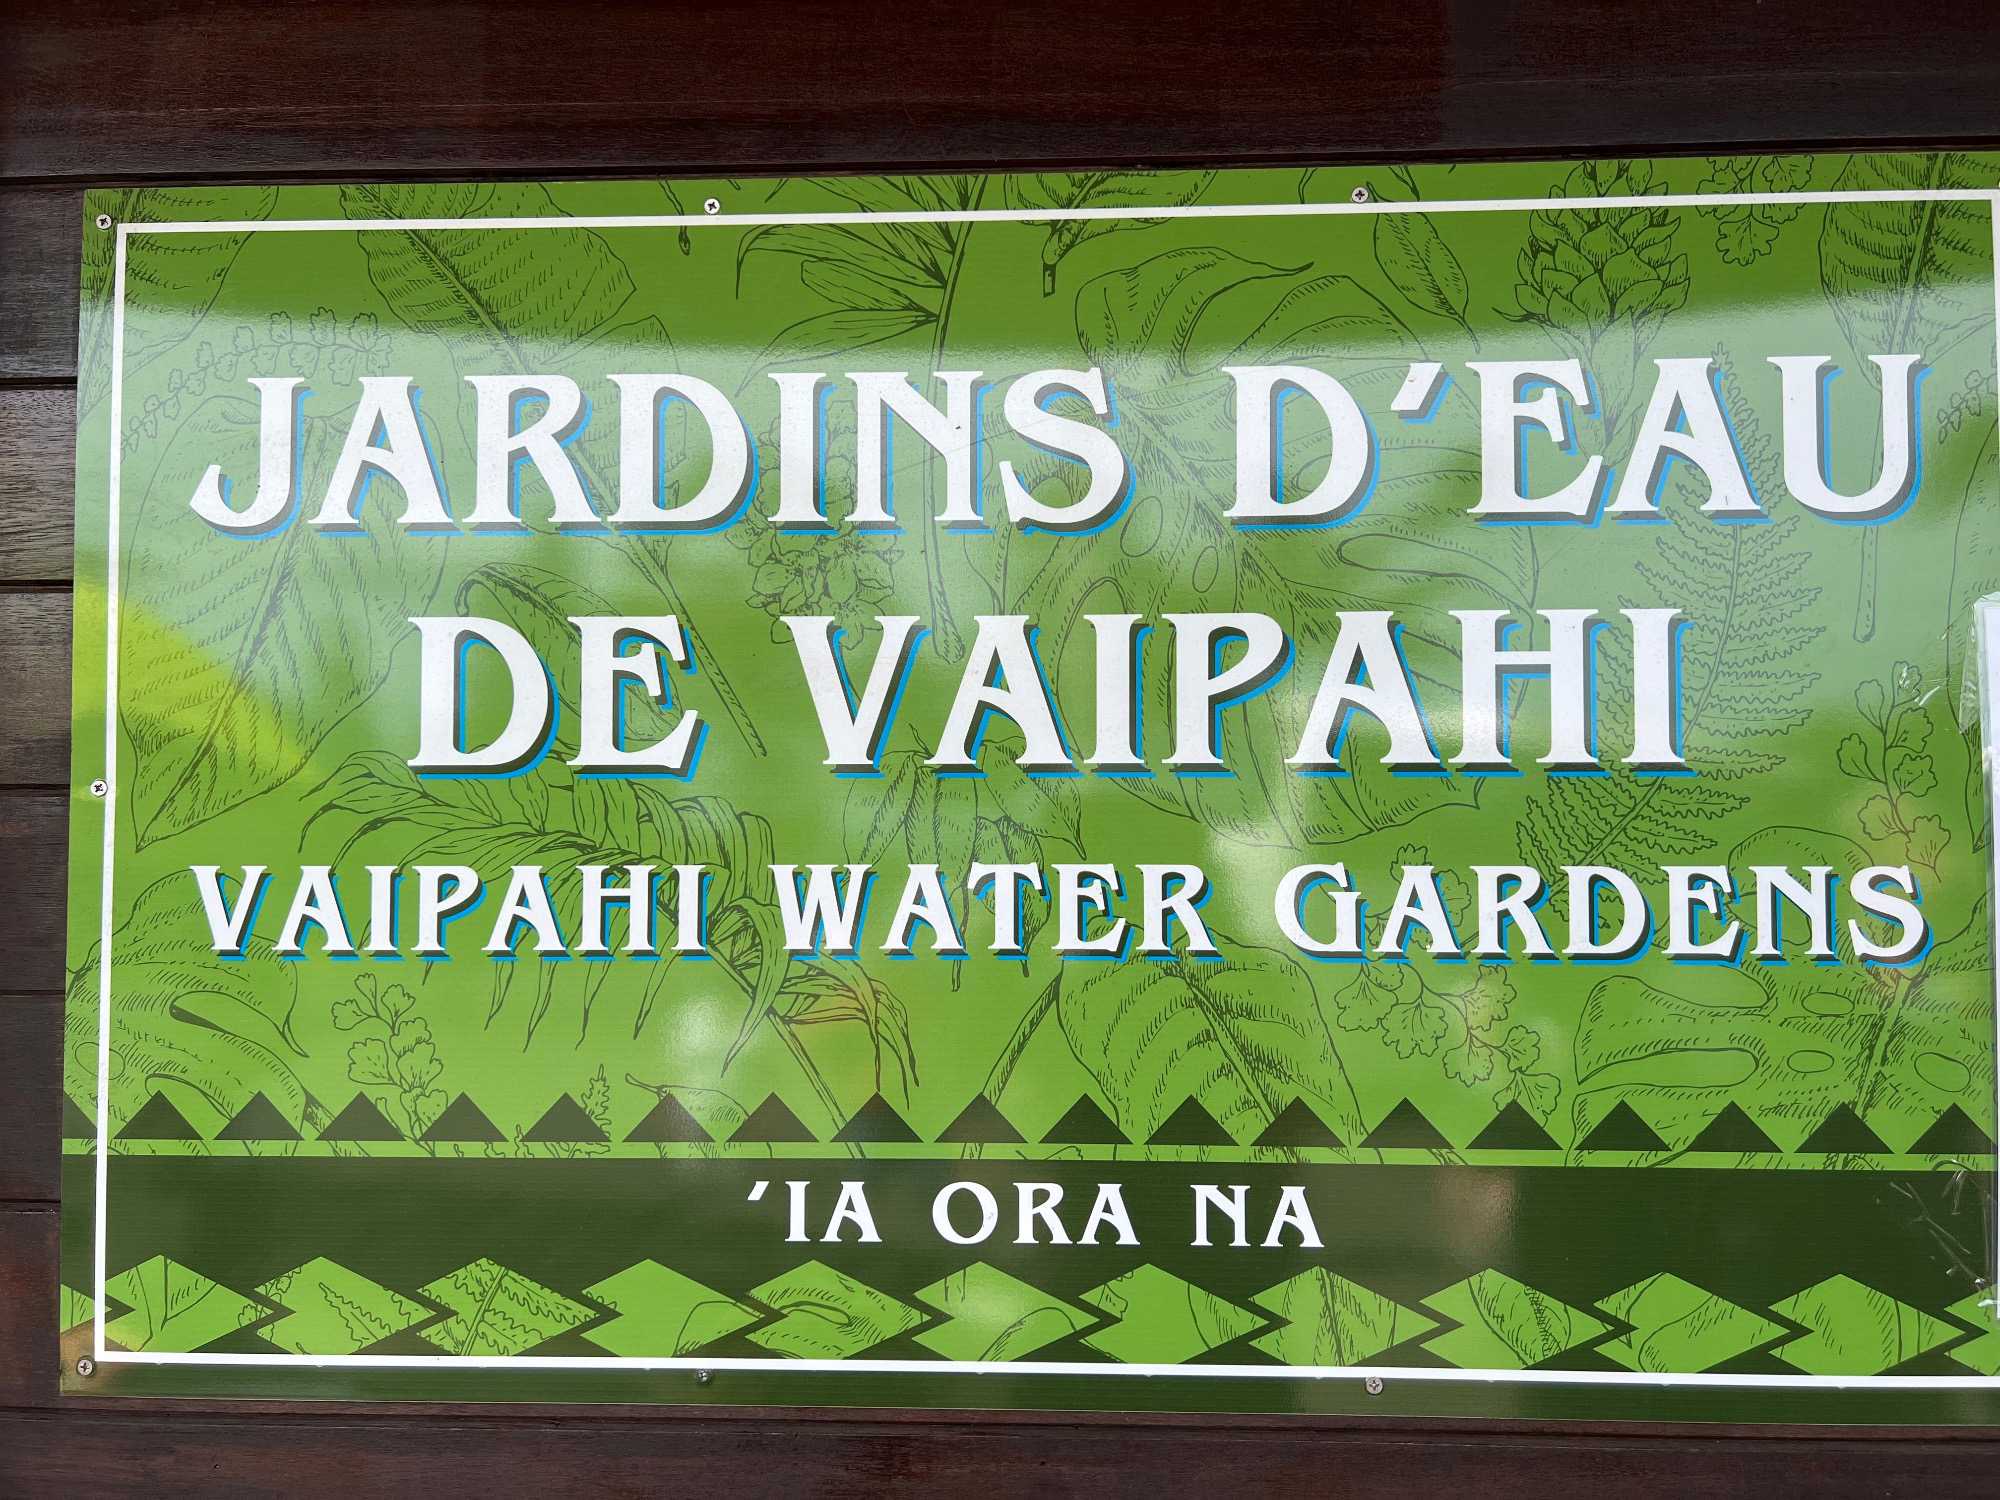 JARDINS D'EAU
DE VAIPAHI
VAIPAHI WATER GARDENS
'IA ORA NA